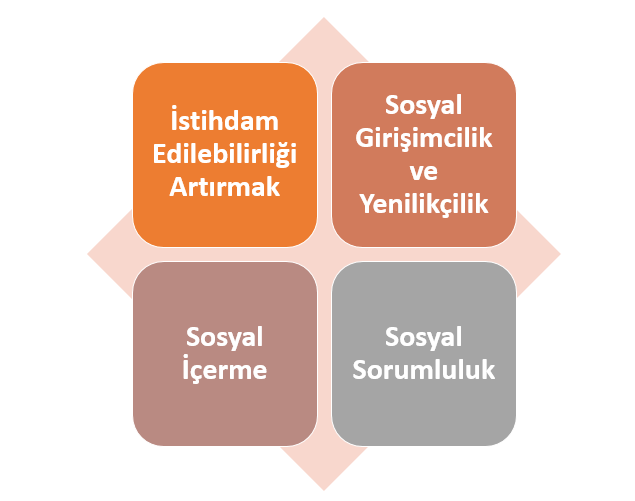 İstihdam
Edilebilirliği
Artırmak
Sosyal
Girişimcilik
ve
Yenilikçilik
Sosyal
İçerme
Sosyal
Sorumluluk